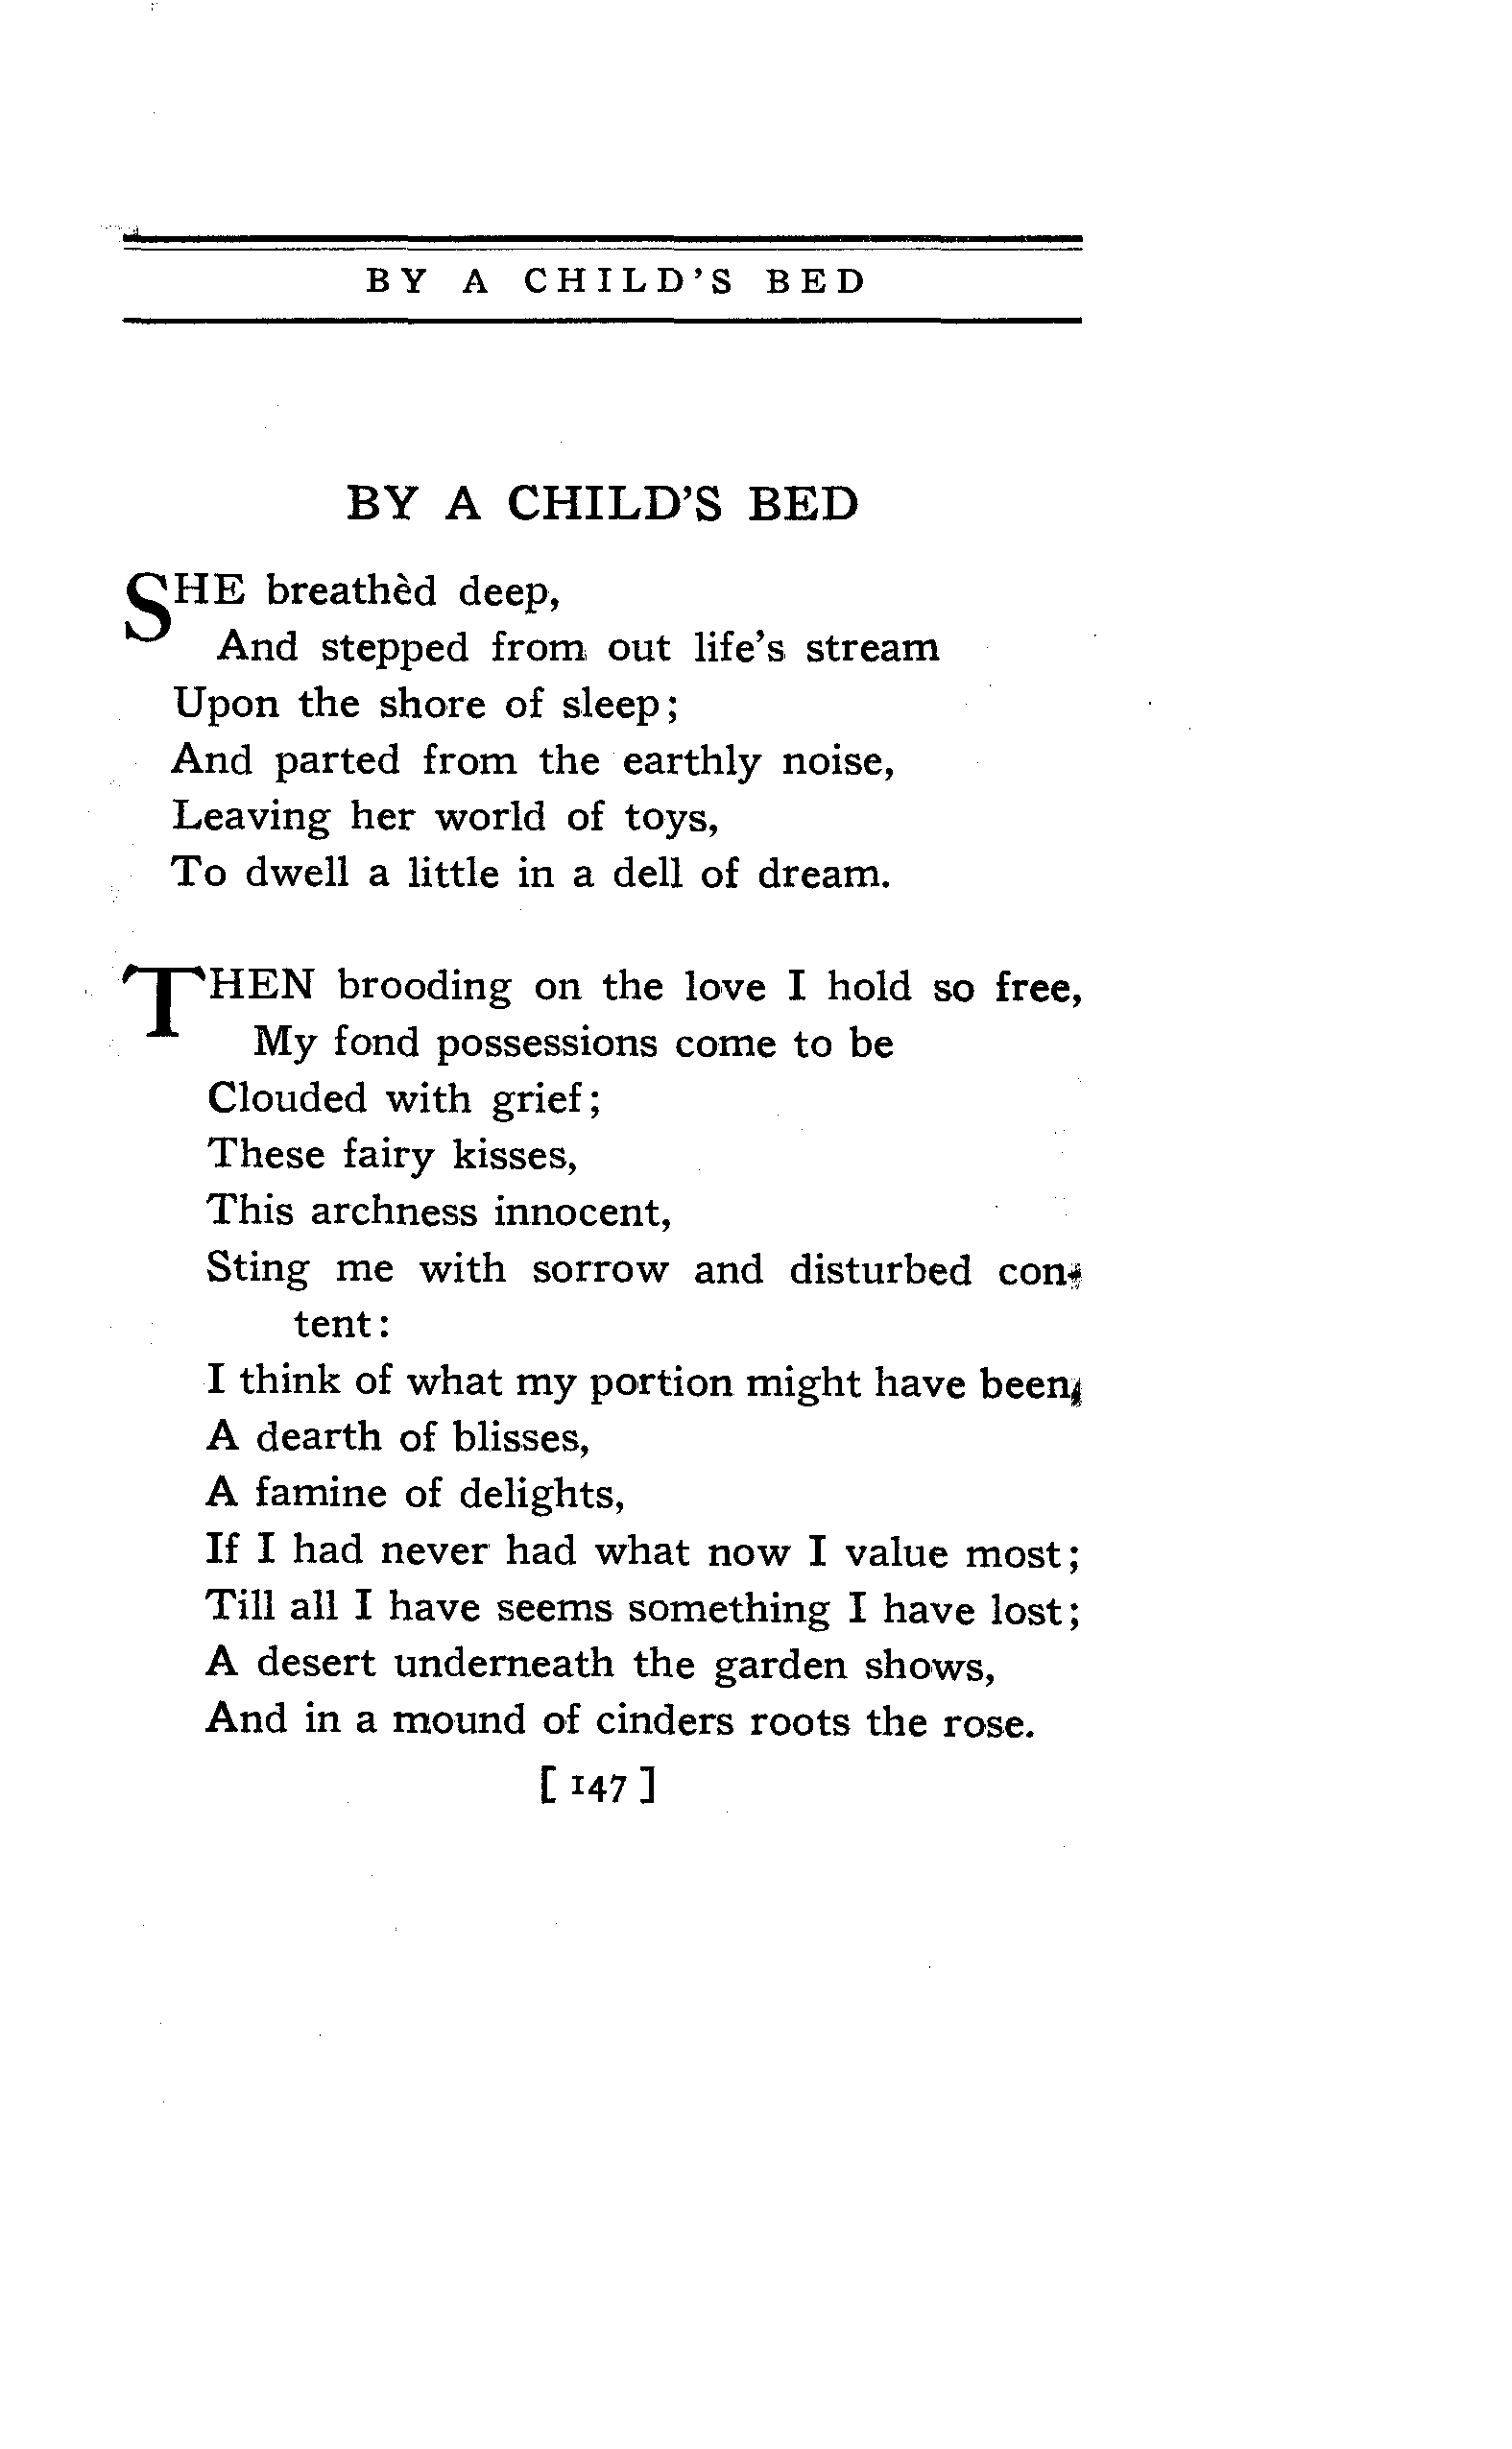 BY A CHILD'S BED
BY A CHILD'S BED
SHE breathèd deep,
And stepped from out life's stream
Upon the shore of sleep;
And parted from the earthly noise,
Leaving her world of toys,
To dwell a little in a dell of dream.
THEN brooding on the love I hold so free,
My fond possessions come to be
Clouded with grief;
These fairy kisses,
This archness innocent,
Sting me with sorrow and disturbed con-
tent:
I think of what my portion might have been,
A dearth of blisses,
A famine of delights,
If I had never had what now I value most;
Till all I have seems something I have lost;
A desert underneath the garden shows,
And in a mound of cinders roots the rose.
[ 147 ]